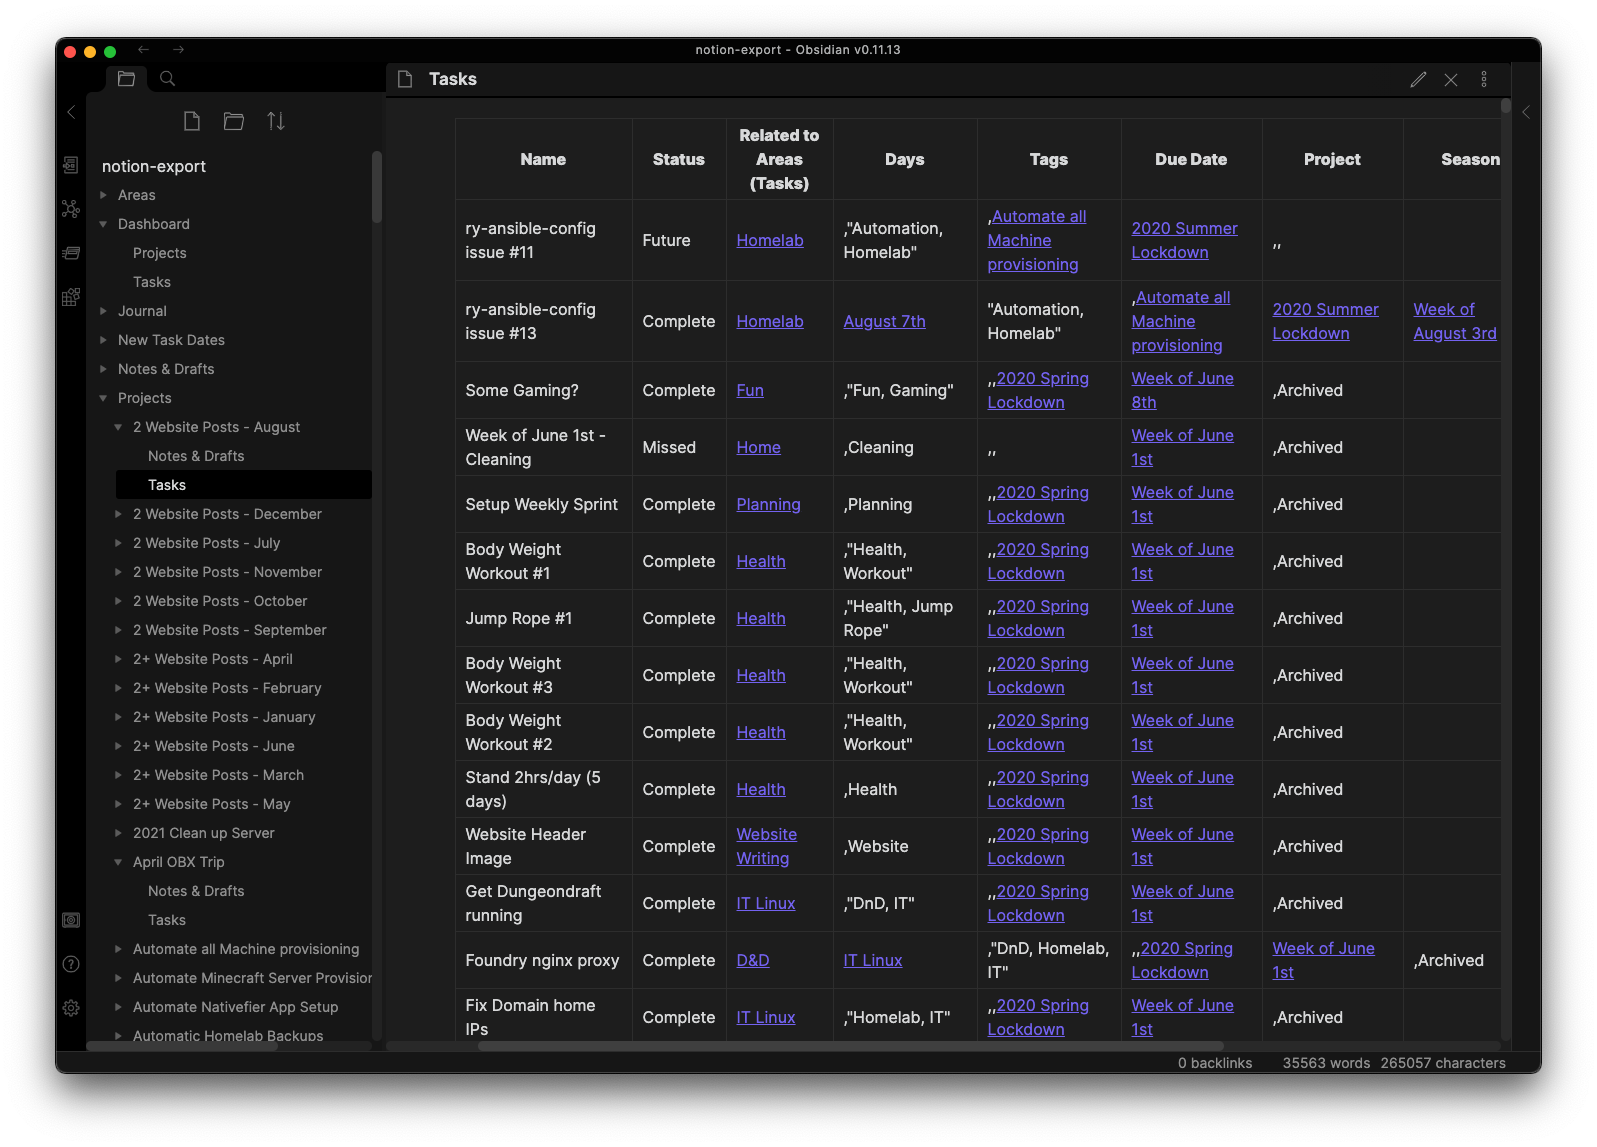 notion-export - Obsidian v0.11.13
Tasks
notion-export
Areas
Dashboard
Projects
Tasks
Journal
New Task Dates
Notes & Drafts
Projects
2 Website Posts - August
Notes & Drafts
Tasks
2 Website Posts - December
2 Website Posts - July
2 Website Posts - November
2 Website Posts - October
2 Website Posts - September
2+ Website Posts - April
2+ Website Posts - February
2+ Website Posts - January
2+ Website Posts - June
2+ Website Posts - March
2+ Website Posts - May
2021 Clean up Server
April OBX Trip
Notes & Drafts
Tasks
Automate all Machine provisioning
Automate Minecraft Server Provision
Automate Nativefier App Setup
Automatic Homelab Backups
Name
Status
Related to
Areas
(Tasks)
Days
Tags
Due Date
Project
Season
ry-ansible-config
issue #11
Future
Homelab
,"Automation,
Homelab"
,Automate all
Machine
provisioning
2020 Summer
Lockdown
,,
ry-ansible-config
issue #13
Complete
Homelab
August 7th
"Automation,
Homelab"
,Automate all
Machine
provisioning
2020 Summer
Lockdown
Week of
August 3rd
Some Gaming?
Complete
Fun
,"Fun, Gaming"
,,2020 Spring
Lockdown
Week of June
8th
,Archived
Week of June 1st -
Cleaning
Missed
Home
,Cleaning
,,
Week of June
1st
,Archived
Setup Weekly Sprint
Complete
Planning
,Planning
,,2020 Spring
Lockdown
Week of June
1st
,Archived
Body Weight
Workout #1
Complete
Health
,"Health,
Workout"
,,2020 Spring
Lockdown
Week of June
1st
,Archived
Jump Rope #1
Complete
Health
,"Health, Jump
Rope"
,,2020 Spring
Lockdown
Week of June
1st
,Archived
Body Weight
Workout #3
Complete
Health
,"Health,
Workout"
,,2020 Spring
Lockdown
Week of June
1st
,Archived
Body Weight
Workout #2
Complete
Health
,"Health,
Workout"
,,2020 Spring
Lockdown
Week of June
1st
,Archived
Stand 2hrs/day (5
days)
Complete
Health
,Health
,,2020 Spring
Lockdown
Week of June
1st
,Archived
Website Header
Image
Complete
Website
Writing
,Website
,,2020 Spring
Lockdown
Week of June
1st
,Archived
Get Dungeondraft
running
Complete
IT Linux
,"DnD, IT"
,,2020 Spring
Lockdown
Week of June
1st
,Archived
Foundry nginx proxy
Complete
D&D
IT Linux
,"DnD, Homelab,
IT"
,,2020 Spring
Lockdown
Week of June
1st
,Archived
Fix Domain home
IPs
Complete
IT Linux
,"Homelab, IT"
,,2020 Spring
Lockdown
Week of June
1st
,Archived
0 backlinks
35563 words
265057 characters